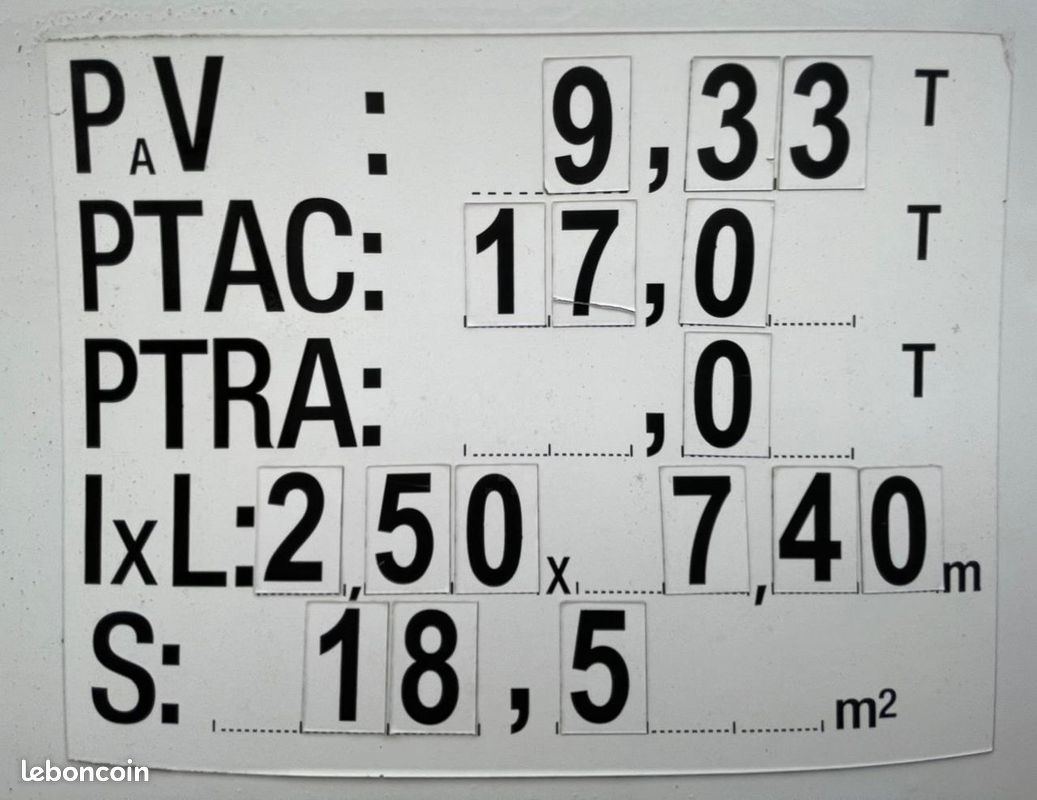 PAV : 9,33 T
PTAC: 17,0 T
PTRA: ,0 T
lxL: 2,50 x 7,40 m
S: 18,5 m²
leboncoin